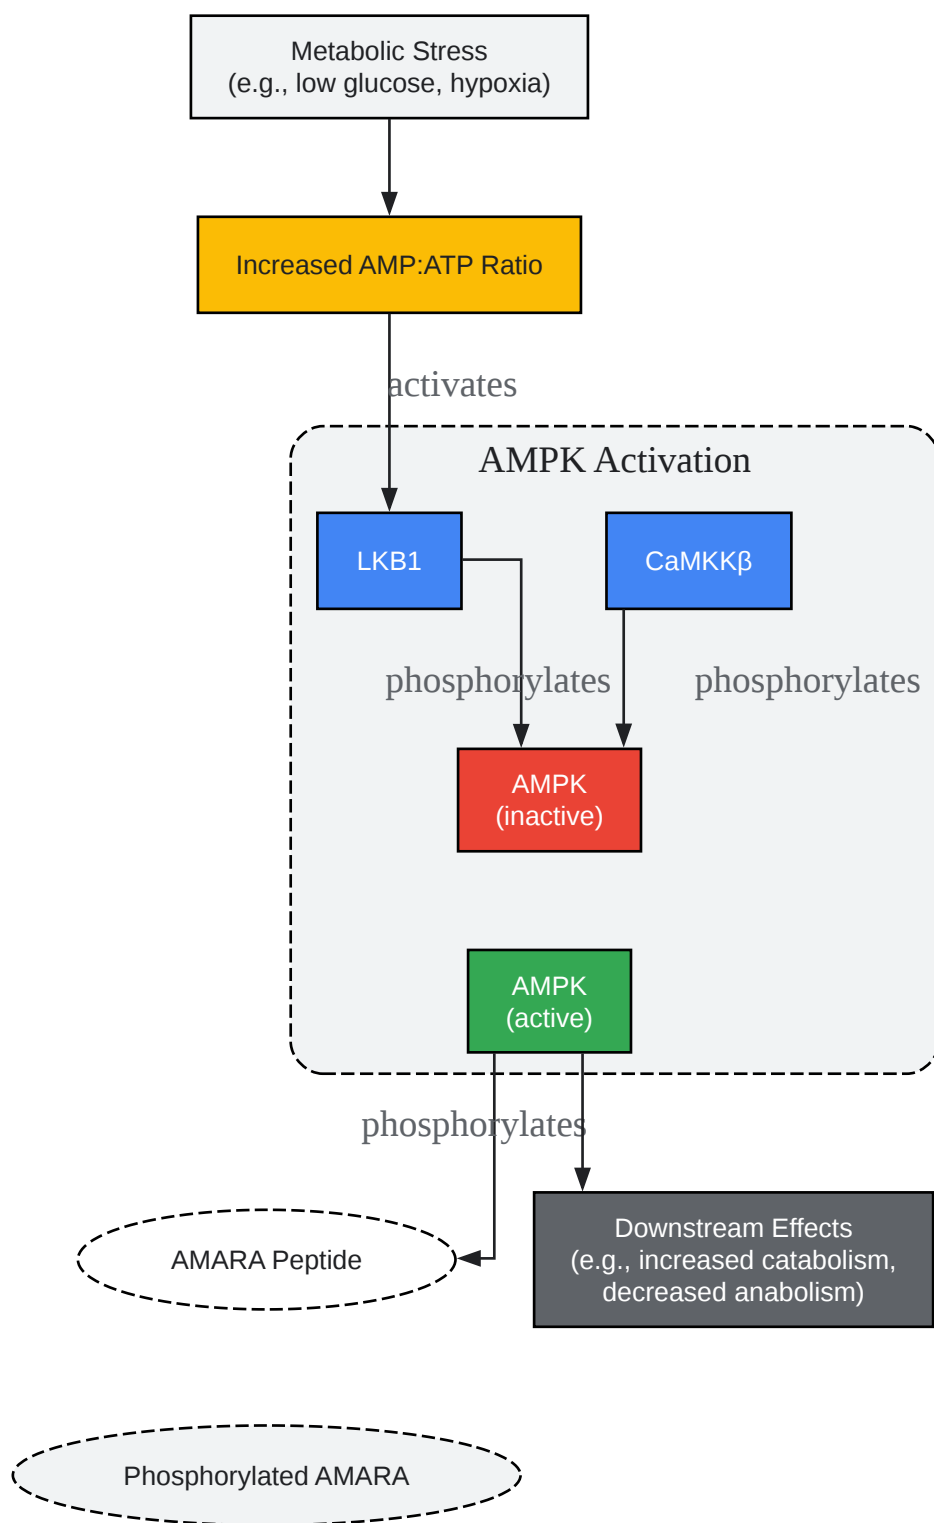 Metabolic Stress
(e.g., low glucose, hypoxia)
Increased AMP:ATP Ratio
activates
AMPK Activation
LKB1
CaMKKβ
phosphorylates
phosphorylates
AMPK
(inactive)
AMPK
(active)
phosphorylates
AMARA Peptide
Downstream Effects
(e.g., increased catabolism,
decreased anabolism)
Phosphorylated AMARA